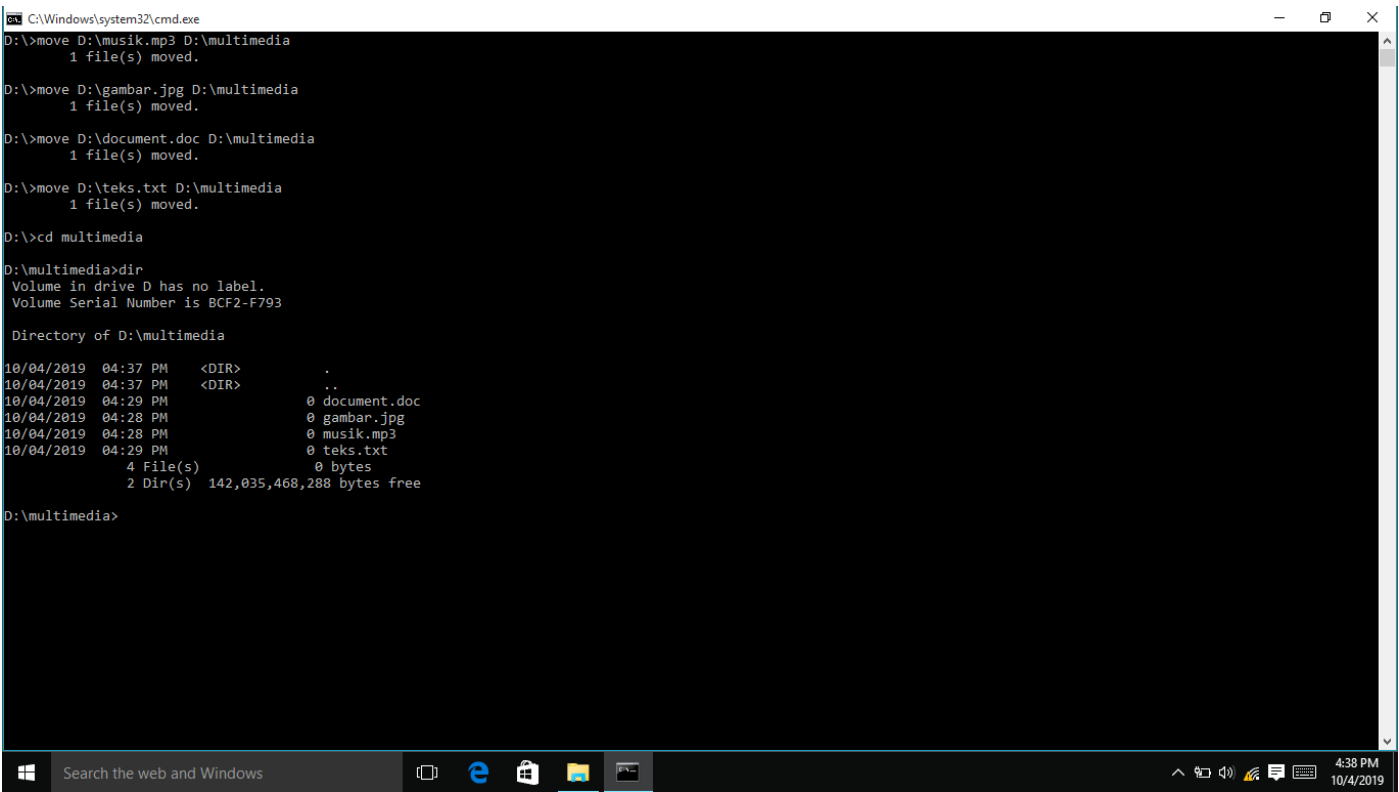 C:\Windows\system32\cmd.exe
D:\>move D:\musik.mp3 D:\multimedia
        1 file(s) moved.
D:\>move D:\gambar.jpg D:\multimedia
        1 file(s) moved.
D:\>move D:\document.doc D:\multimedia
        1 file(s) moved.
D:\>move D:\teks.txt D:\multimedia
        1 file(s) moved.
D:\>cd multimedia
D:\multimedia>dir
 Volume in drive D has no label.
 Volume Serial Number is BCF2-F793
 Directory of D:\multimedia
10/04/2019  04:37 PM    <DIR>          .
10/04/2019  04:37 PM    <DIR>          ..
10/04/2019  04:29 PM                 0 document.doc
10/04/2019  04:28 PM                 0 gambar.jpg
10/04/2019  04:28 PM                 0 musik.mp3
10/04/2019  04:29 PM                 0 teks.txt
               4 File(s)              0 bytes
               2 Dir(s)  142,035,468,288 bytes free
D:\multimedia>
Search the web and Windows
4:38 PM
10/4/2019